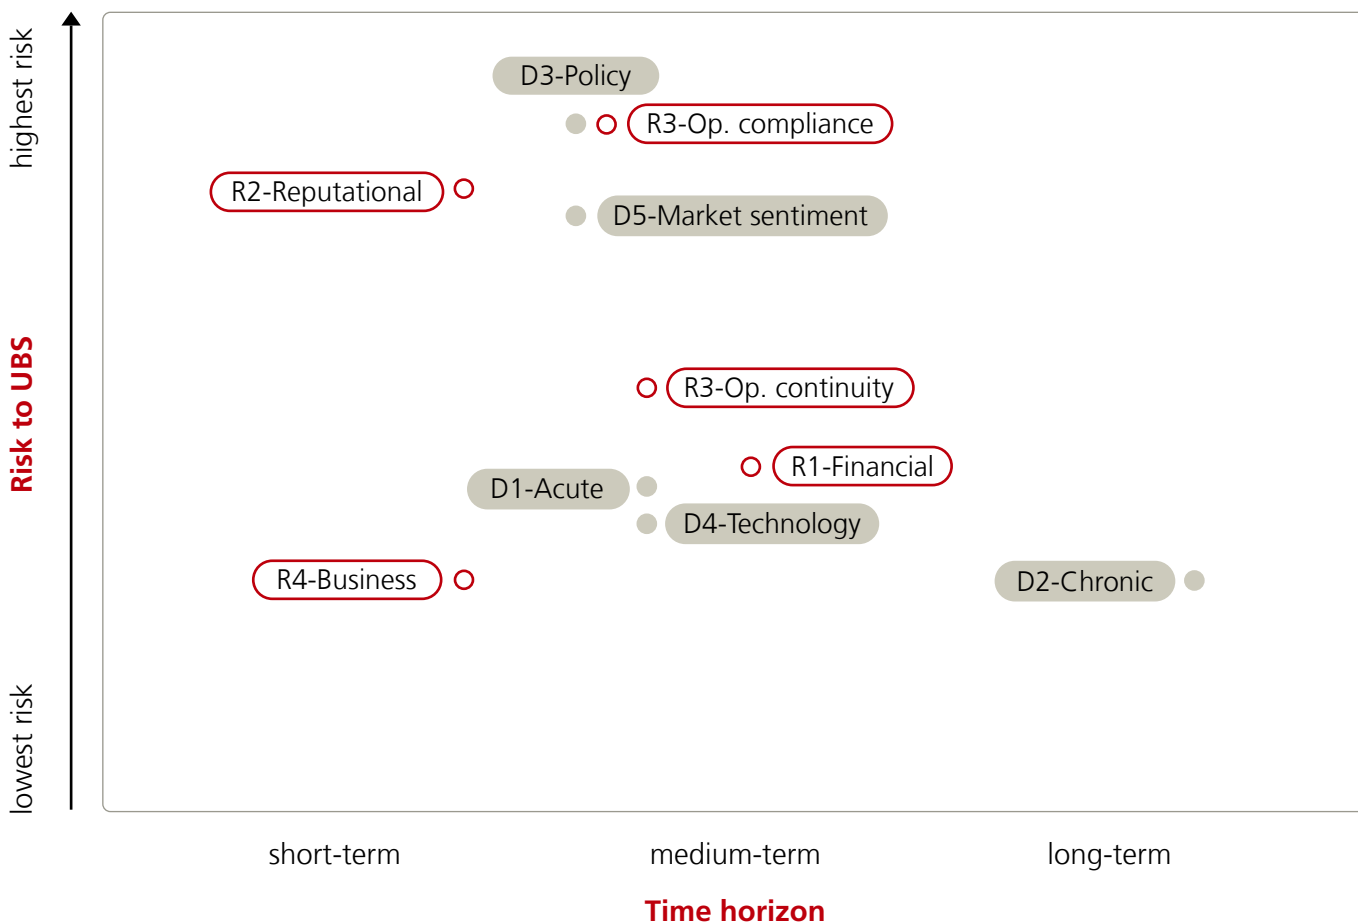 highest risk
Risk to UBS
lowest risk
D3-Policy
R3-Op. compliance
R2-Reputational
D5-Market sentiment
R3-Op. continuity
R1-Financial
D1-Acute
D4-Technology
R4-Business
D2-Chronic
short-term
medium-term
long-term
Time horizon